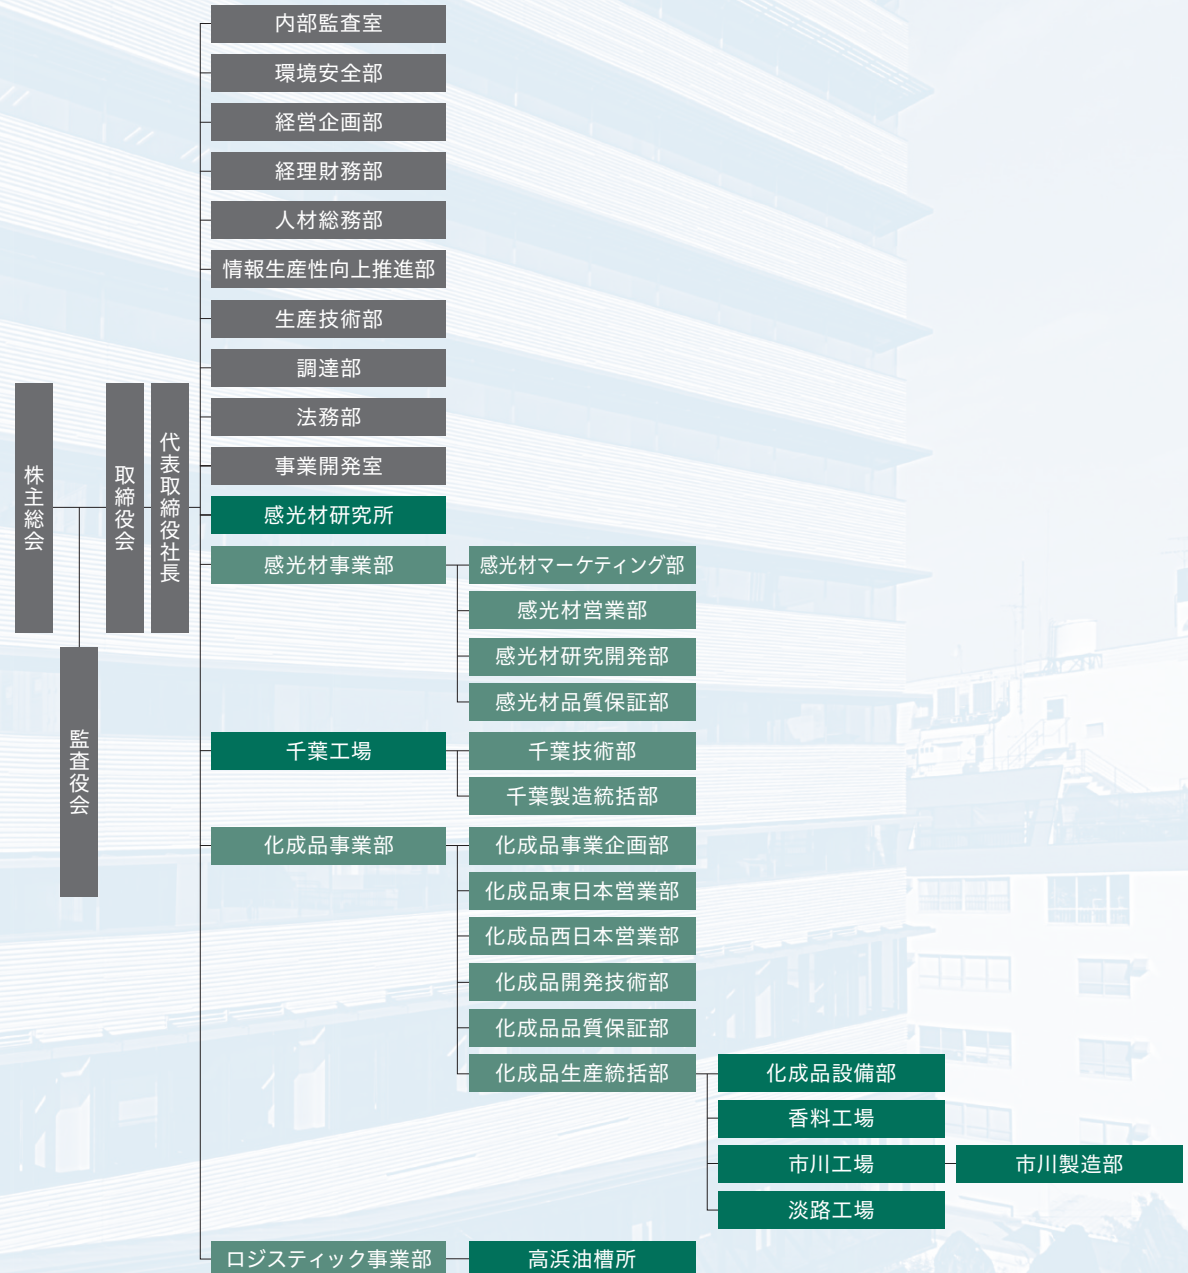 株主総会
監査役会
取締役会
代表取締役社長
内部監査室
環境安全部
経営企画部
経理財務部
人材総務部
情報生産性向上推進部
生産技術部
調達部
法務部
事業開発室
感光材研究所
感光材事業部
感光材マーケティング部
感光材営業部
感光材研究開発部
感光材品質保証部
千葉工場
千葉技術部
千葉製造統括部
化成品事業部
化成品事業企画部
化成品東日本営業部
化成品西日本営業部
化成品開発技術部
化成品品質保証部
化成品生産統括部
化成品設備部
香料工場
市川工場
市川製造部
淡路工場
ロジスティック事業部
高浜油槽所